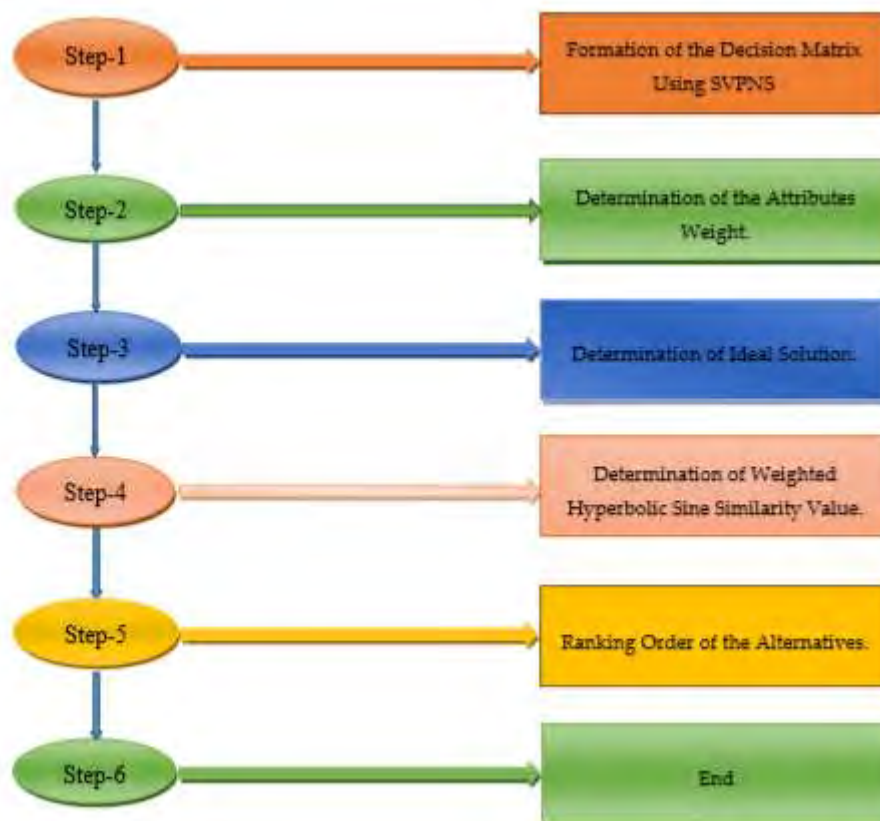 Step-1
Formation of the Decision Matrix
Using SVPNS
Step-2
Determination of the Attributes
Weight.
Step-3
Determination of Ideal Solution.
Step-4
Determination of Weighted
Hyperbolic Sine Similarity Value.
Step-5
Ranking Order of the Alternatives.
Step-6
End